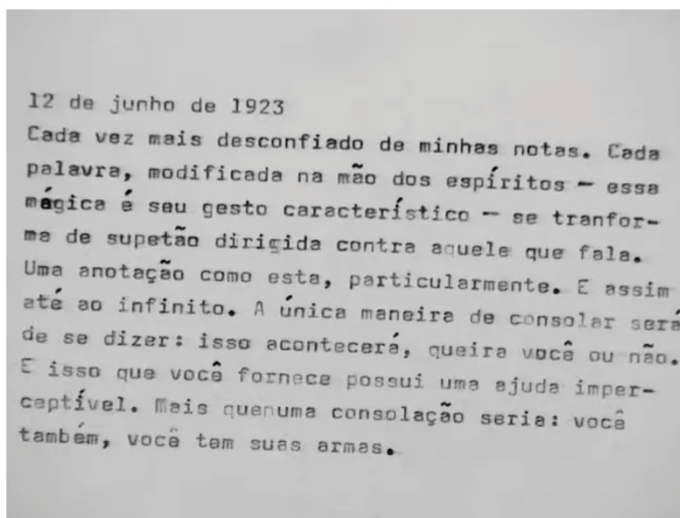 12 de junho de 1923
Cada vez mais desconfiado de minhas notas. Cada
palavra, modificada na mão dos espíritos — essa
mágica é seu gesto característico — se tranfor-
ma de supetão dirigida contra aquele que fala.
Uma anotação como esta, particularmente. E assim
até ao infinito. A única maneira de consolar será
de se dizer: isso acontecerá, queira você ou não.
E isso que você fornece possui uma ajuda imper-
ceptível. Mais quenuma consolação seria: você
também, você tem suas armas.